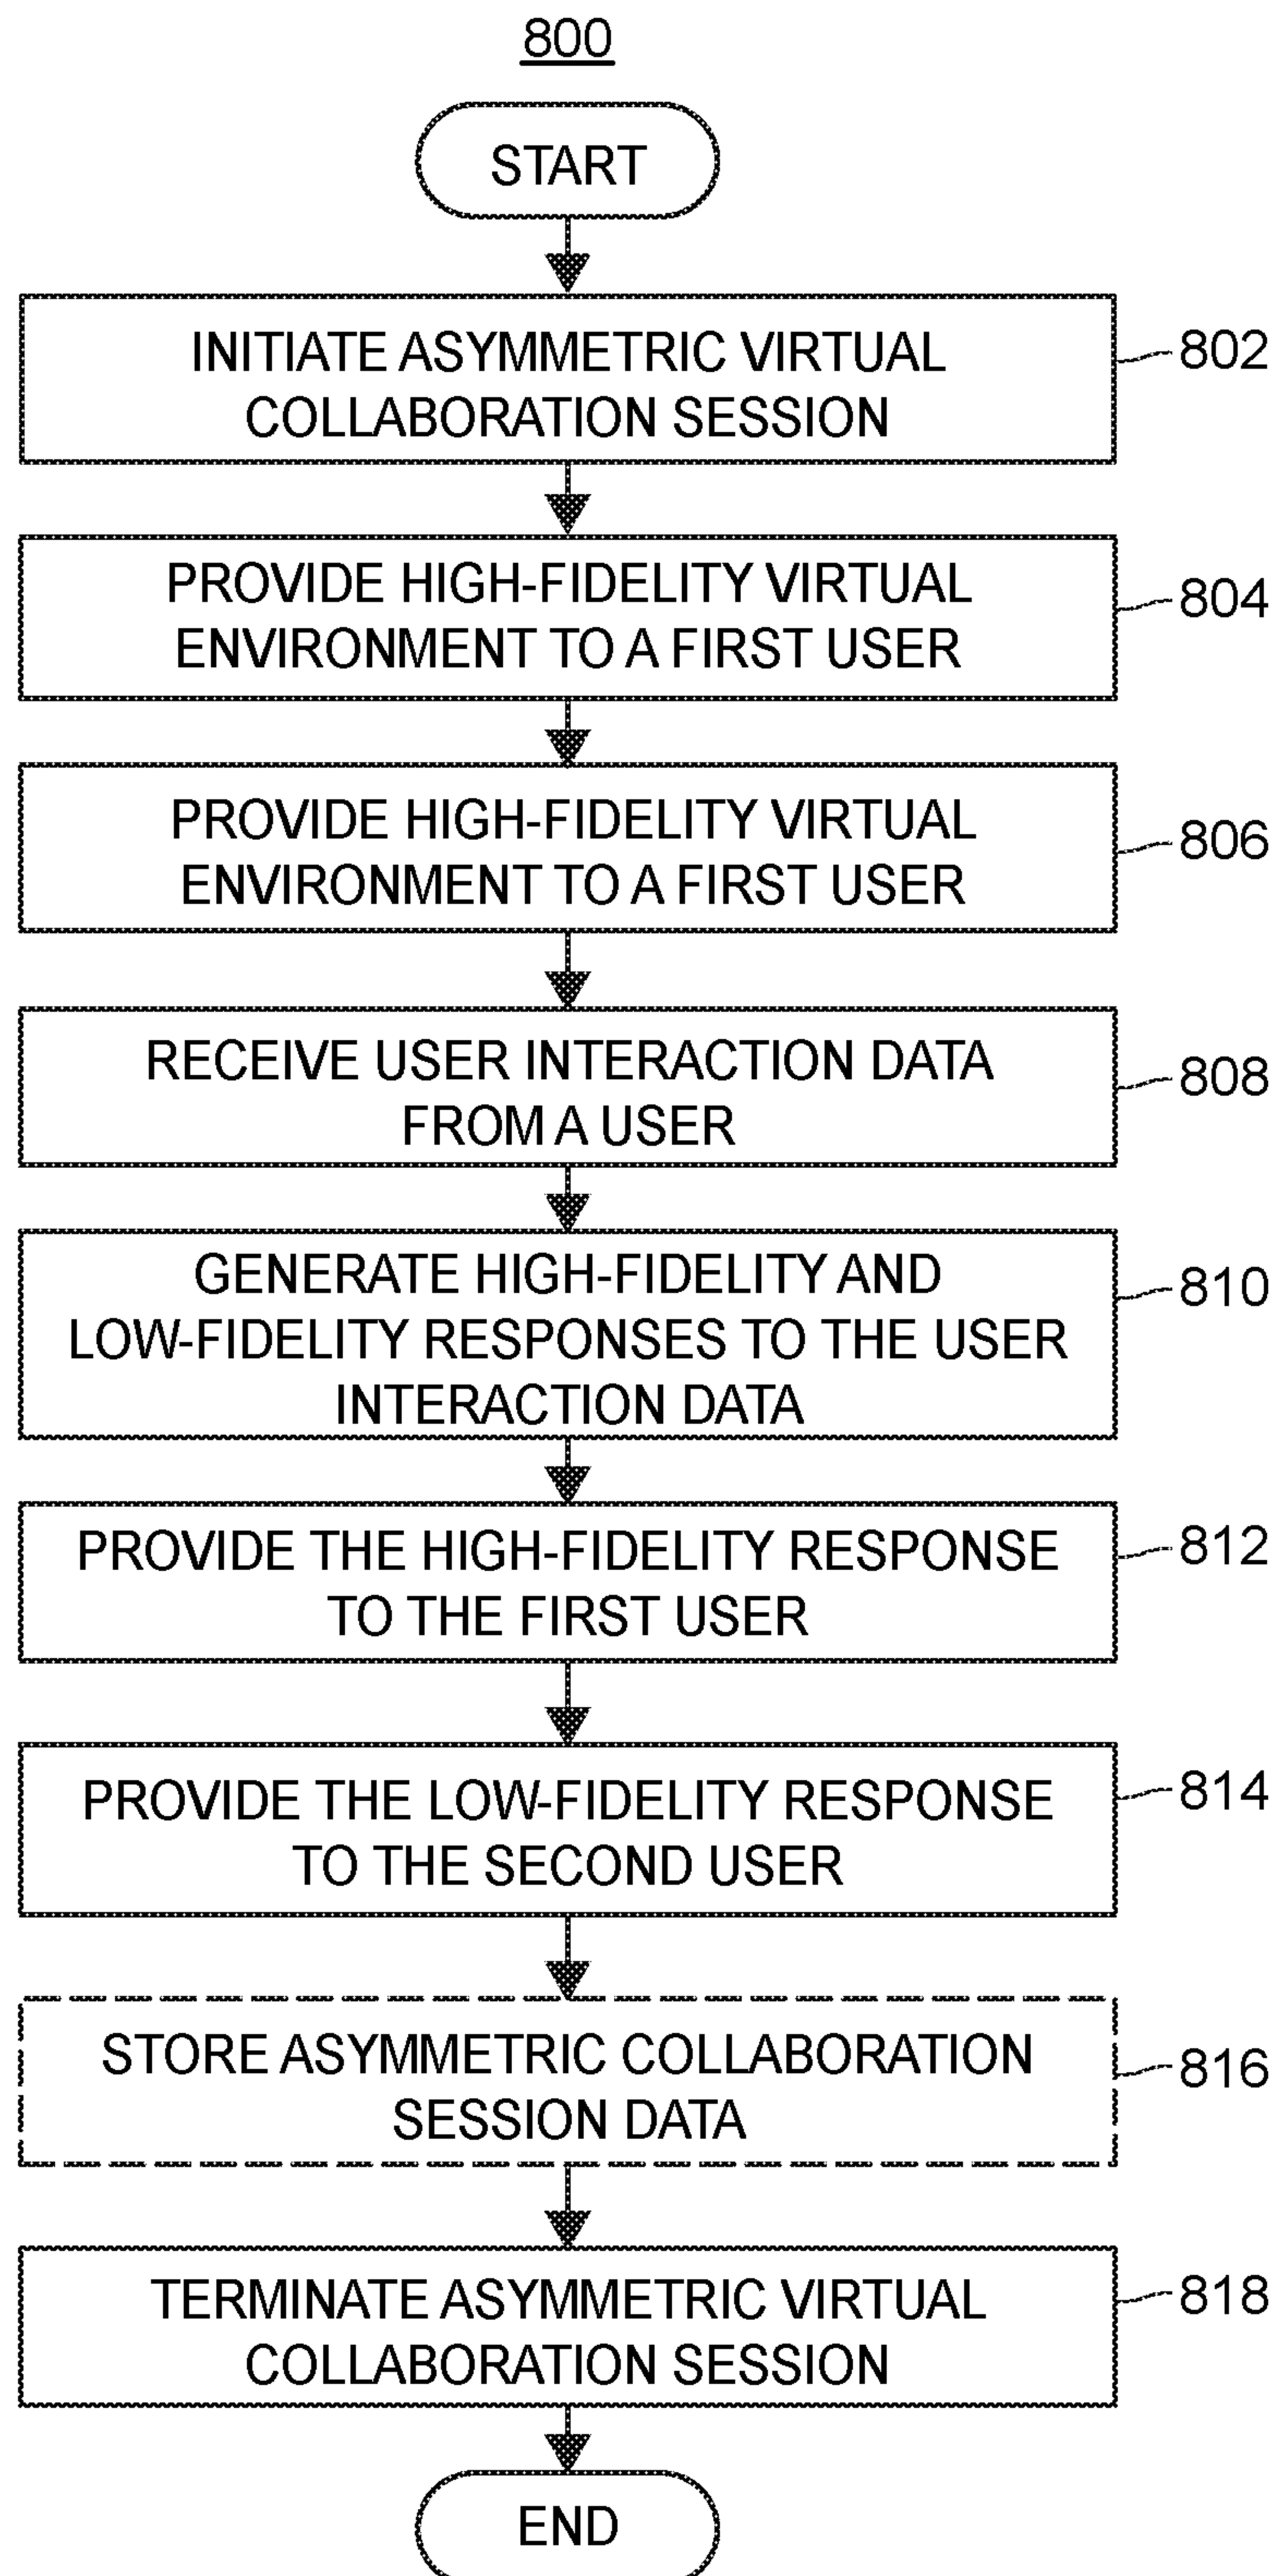 800
START
INITIATE ASYMMETRIC VIRTUAL
COLLABORATION SESSION
802
PROVIDE HIGH-FIDELITY VIRTUAL
ENVIRONMENT TO A FIRST USER
804
PROVIDE HIGH-FIDELITY VIRTUAL
ENVIRONMENT TO A FIRST USER
806
RECEIVE USER INTERACTION DATA
FROM A USER
808
GENERATE HIGH-FIDELITY AND
LOW-FIDELITY RESPONSES TO THE USER
INTERACTION DATA
810
PROVIDE THE HIGH-FIDELITY RESPONSE
TO THE FIRST USER
812
PROVIDE THE LOW-FIDELITY RESPONSE
TO THE SECOND USER
814
STORE ASYMMETRIC COLLABORATION
SESSION DATA
816
TERMINATE ASYMMETRIC VIRTUAL
COLLABORATION SESSION
818
END